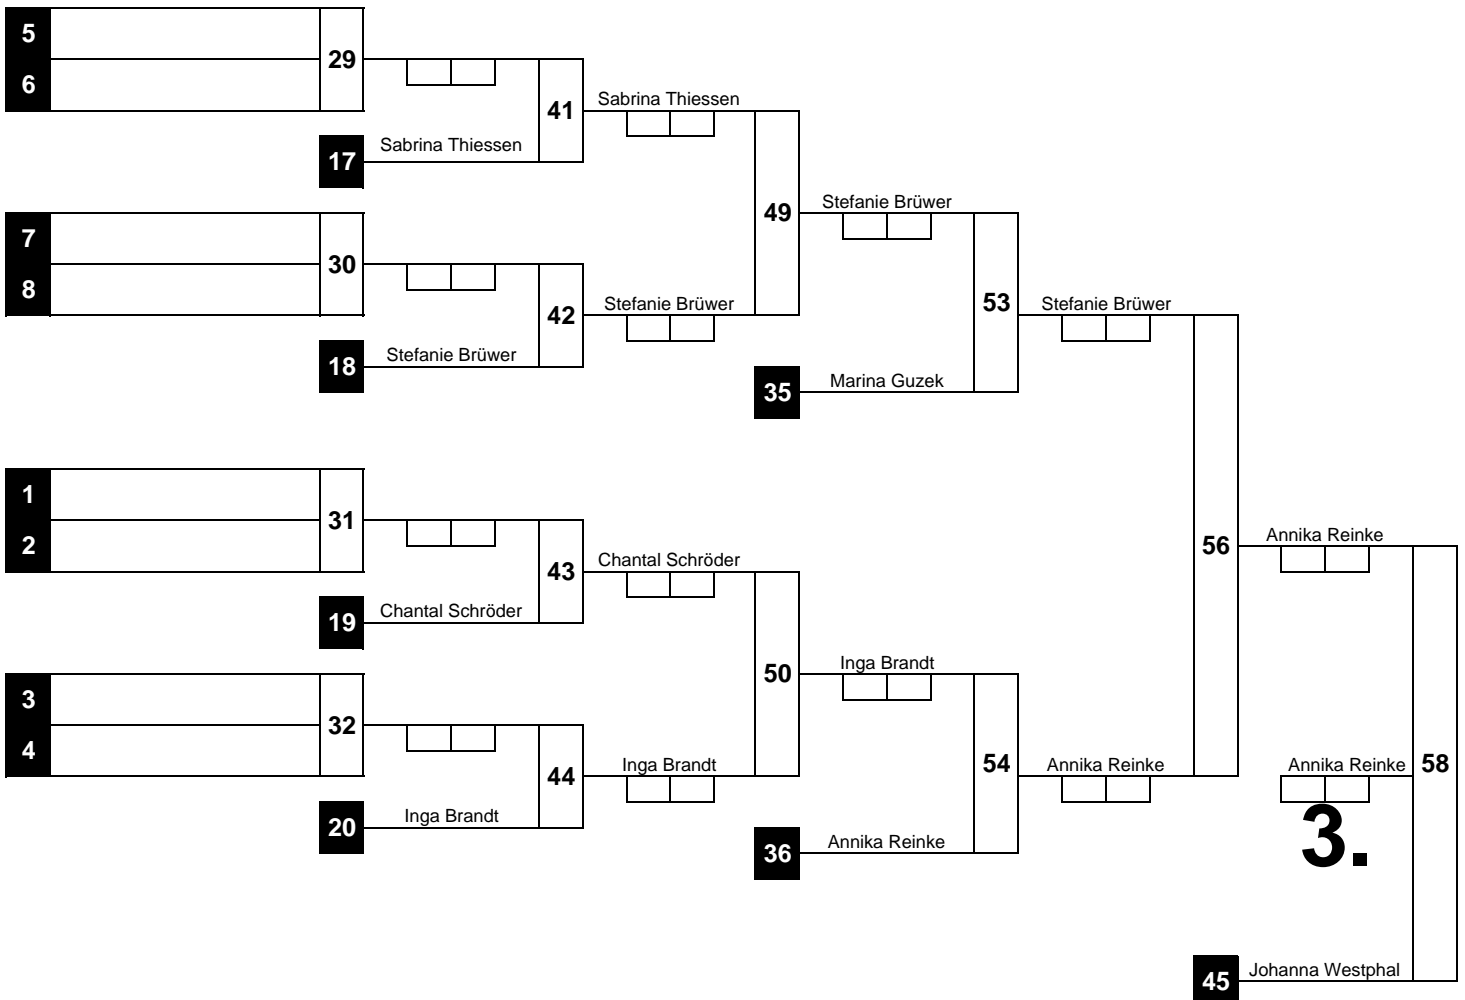 5
29
6
41
Sabrina Thiessen
17
Sabrina Thiessen
49
Stefanie Brüwer
7
30
8
42
Stefanie Brüwer
53
Stefanie Brüwer
18
Stefanie Brüwer
35
Marina Guzek
1
31
2
43
Chantal Schröder
56
Annika Reinke
19
Chantal Schröder
50
Inga Brandt
3
32
4
44
Inga Brandt
54
Annika Reinke
Annika Reinke
58
20
Inga Brandt
36
Annika Reinke
3.
45
Johanna Westphal